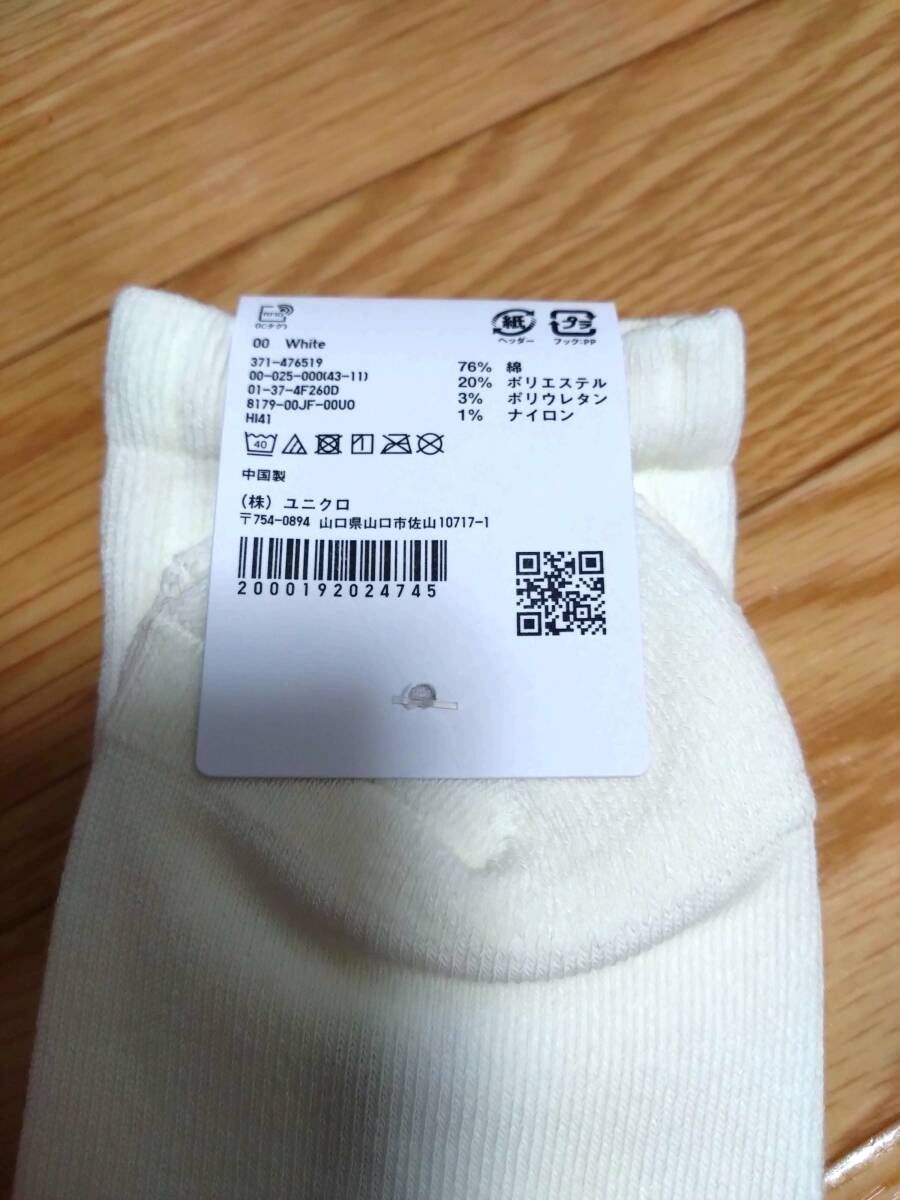 RFID
(ICタグ)
紙
ヘッダー
プラ
フック:PP
00 White
371-476519
00-025-000(43-11)
01-37-4F260D
8179-00JF-00U0
HI41
76% 綿
20% ポリエステル
3% ポリウレタン
1% ナイロン
40
中国製
(株) ユニクロ
〒754-0894 山口県山口市佐山10717-1
2000192024745